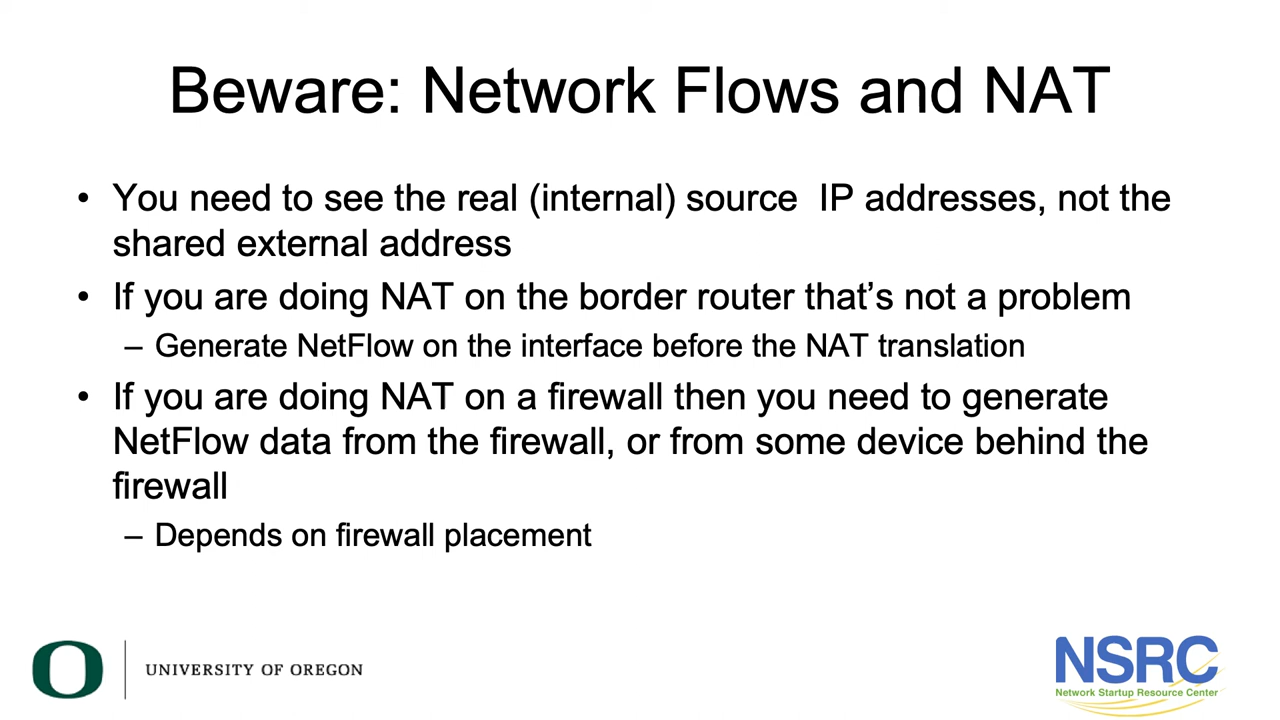 Beware: Network Flows and NAT
• You need to see the real (internal) source  IP addresses, not the
shared external address
• If you are doing NAT on the border router that’s not a problem
– Generate NetFlow on the interface before the NAT translation
• If you are doing NAT on a firewall then you need to generate
NetFlow data from the firewall, or from some device behind the
firewall
– Depends on firewall placement
O UNIVERSITY OF OREGON
NSRC
Network Startup Resource Center